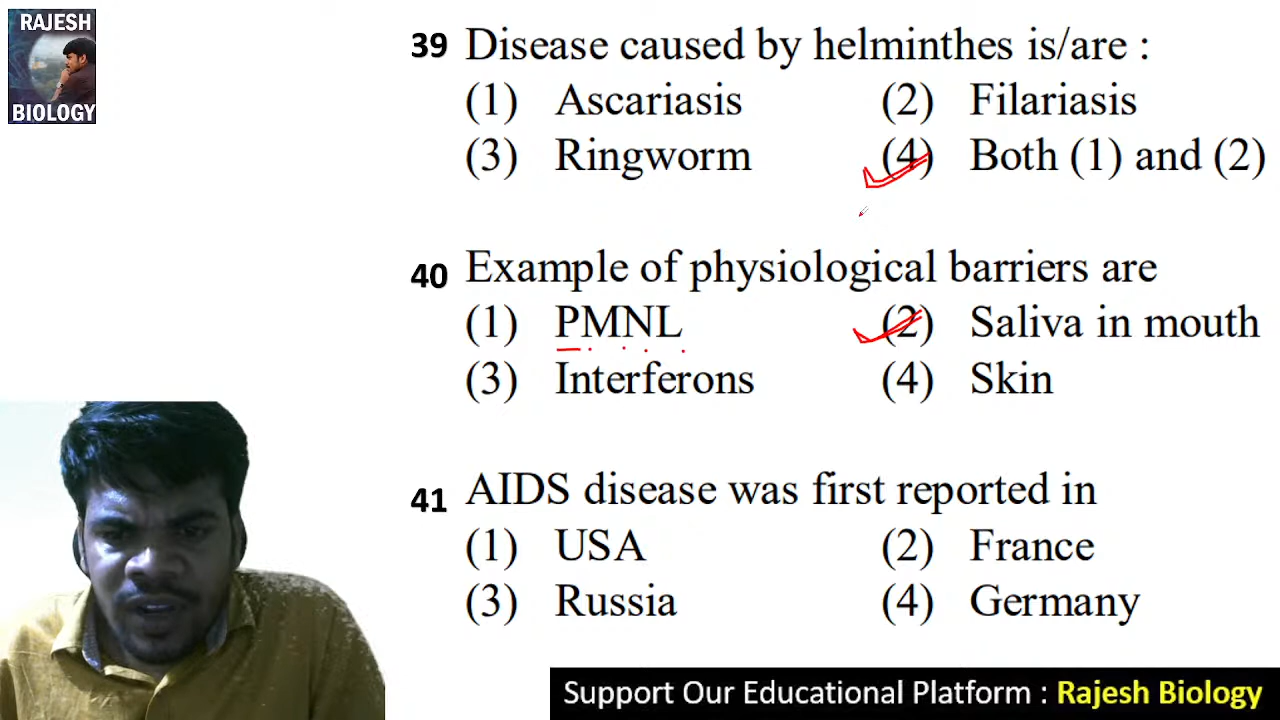 RAJESH
BIOLOGY
39 Disease caused by helminthes is/are :
(1) Ascariasis (2) Filariasis
(3) Ringworm (4) Both (1) and (2)
40 Example of physiological barriers are
(1) PMNL (2) Saliva in mouth
(3) Interferons (4) Skin
41 AIDS disease was first reported in
(1) USA (2) France
(3) Russia (4) Germany
Support Our Educational Platform : Rajesh Biology